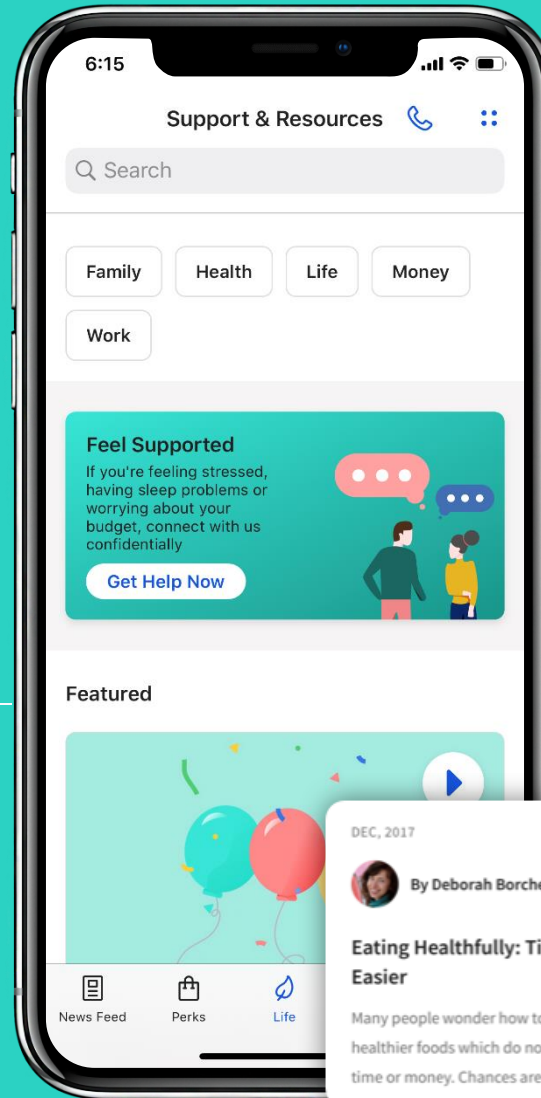 6:15
Support & Resources
Search
Family Health Life Money
Work
Feel Supported
If you're feeling stressed,
having sleep problems or
worrying about your
budget, connect with us
confidentially
Get Help Now
Featured
DEC, 2017
By Deborah
Eating Healthfully:
Easier
Many people wonder how to
healthier foods which do
time or money. Chances are
News Feed Perks Life